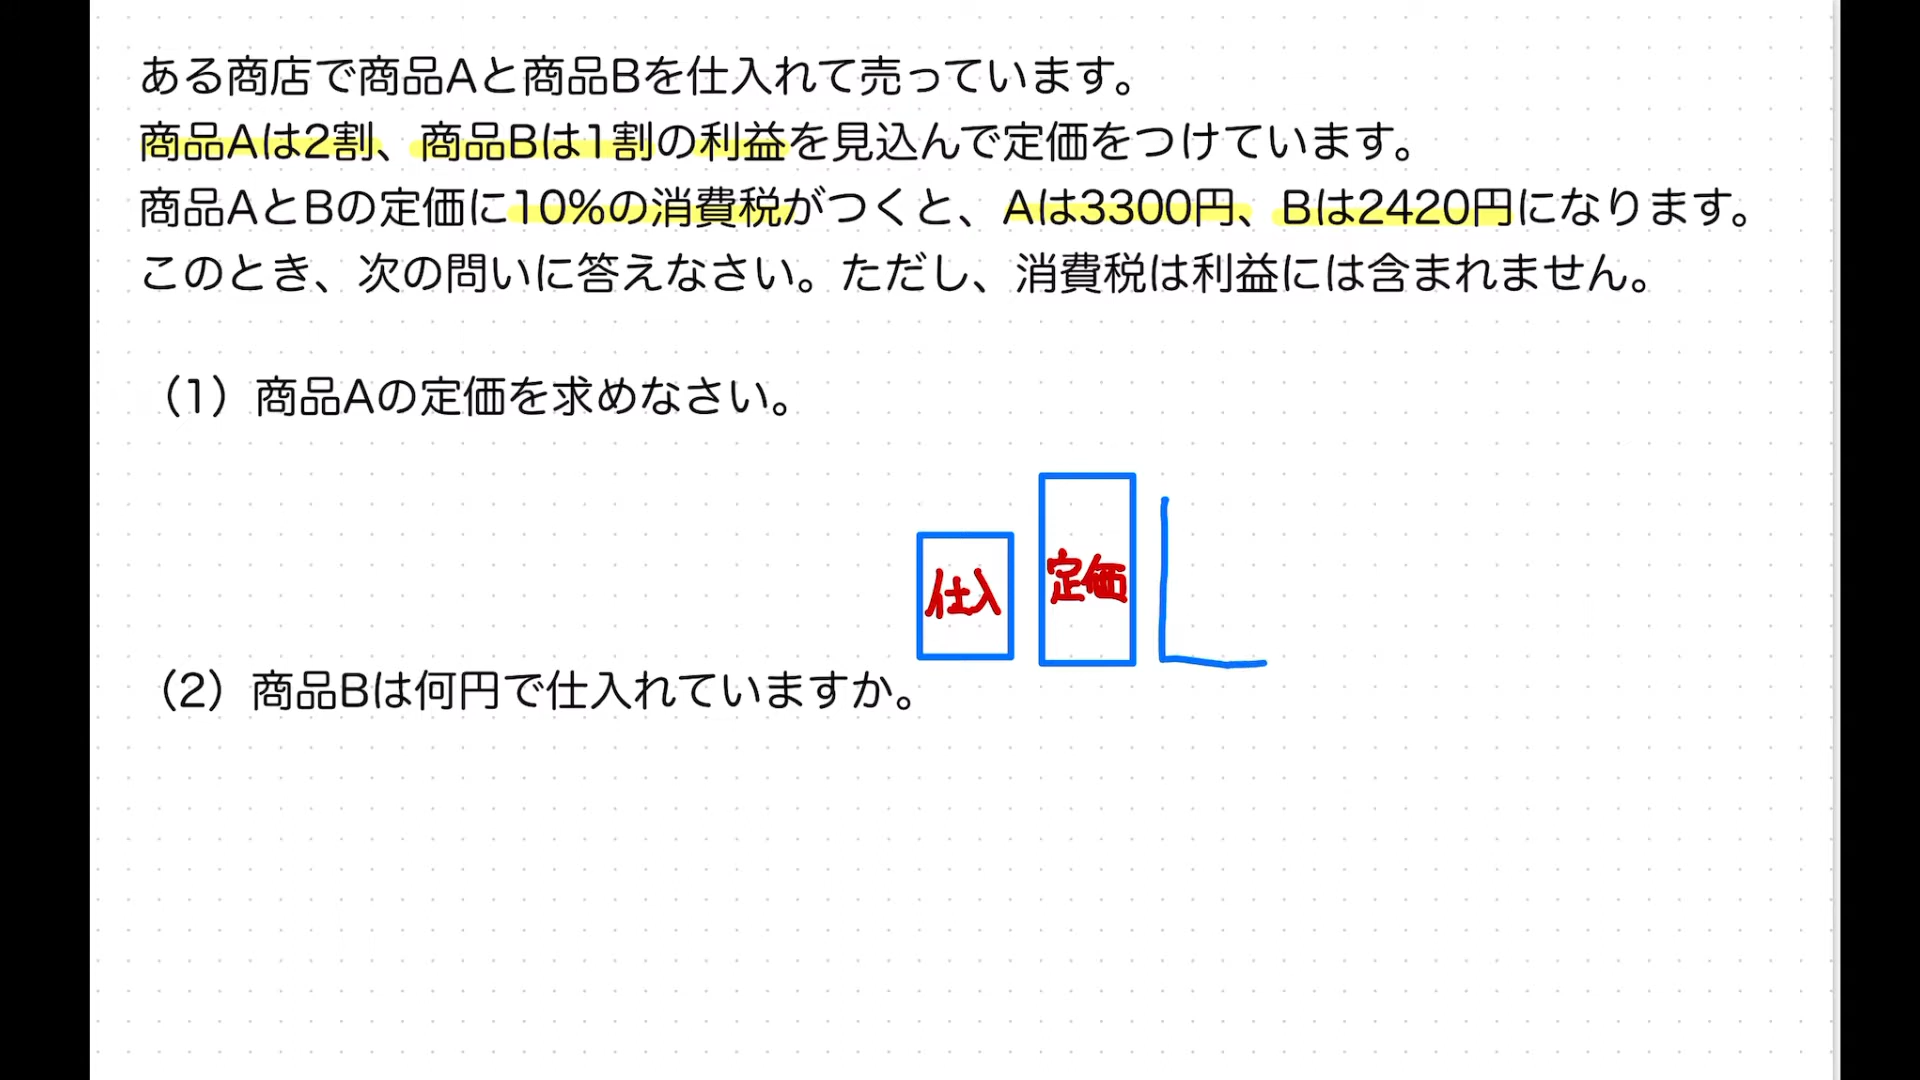 ある商店で商品Aと商品Bを仕入れて売っています。
商品Aは2割、商品Bは1割の利益を見込んで定価をつけています。
商品AとBの定価に10%の消費税がつくと、Aは3300円、Bは2420円になります。
このとき、次の問いに答えなさい。ただし、消費税は利益には含まれません。
（1）商品Aの定価を求めなさい。
仕入
定価
（2）商品Bは何円で仕入れていますか。